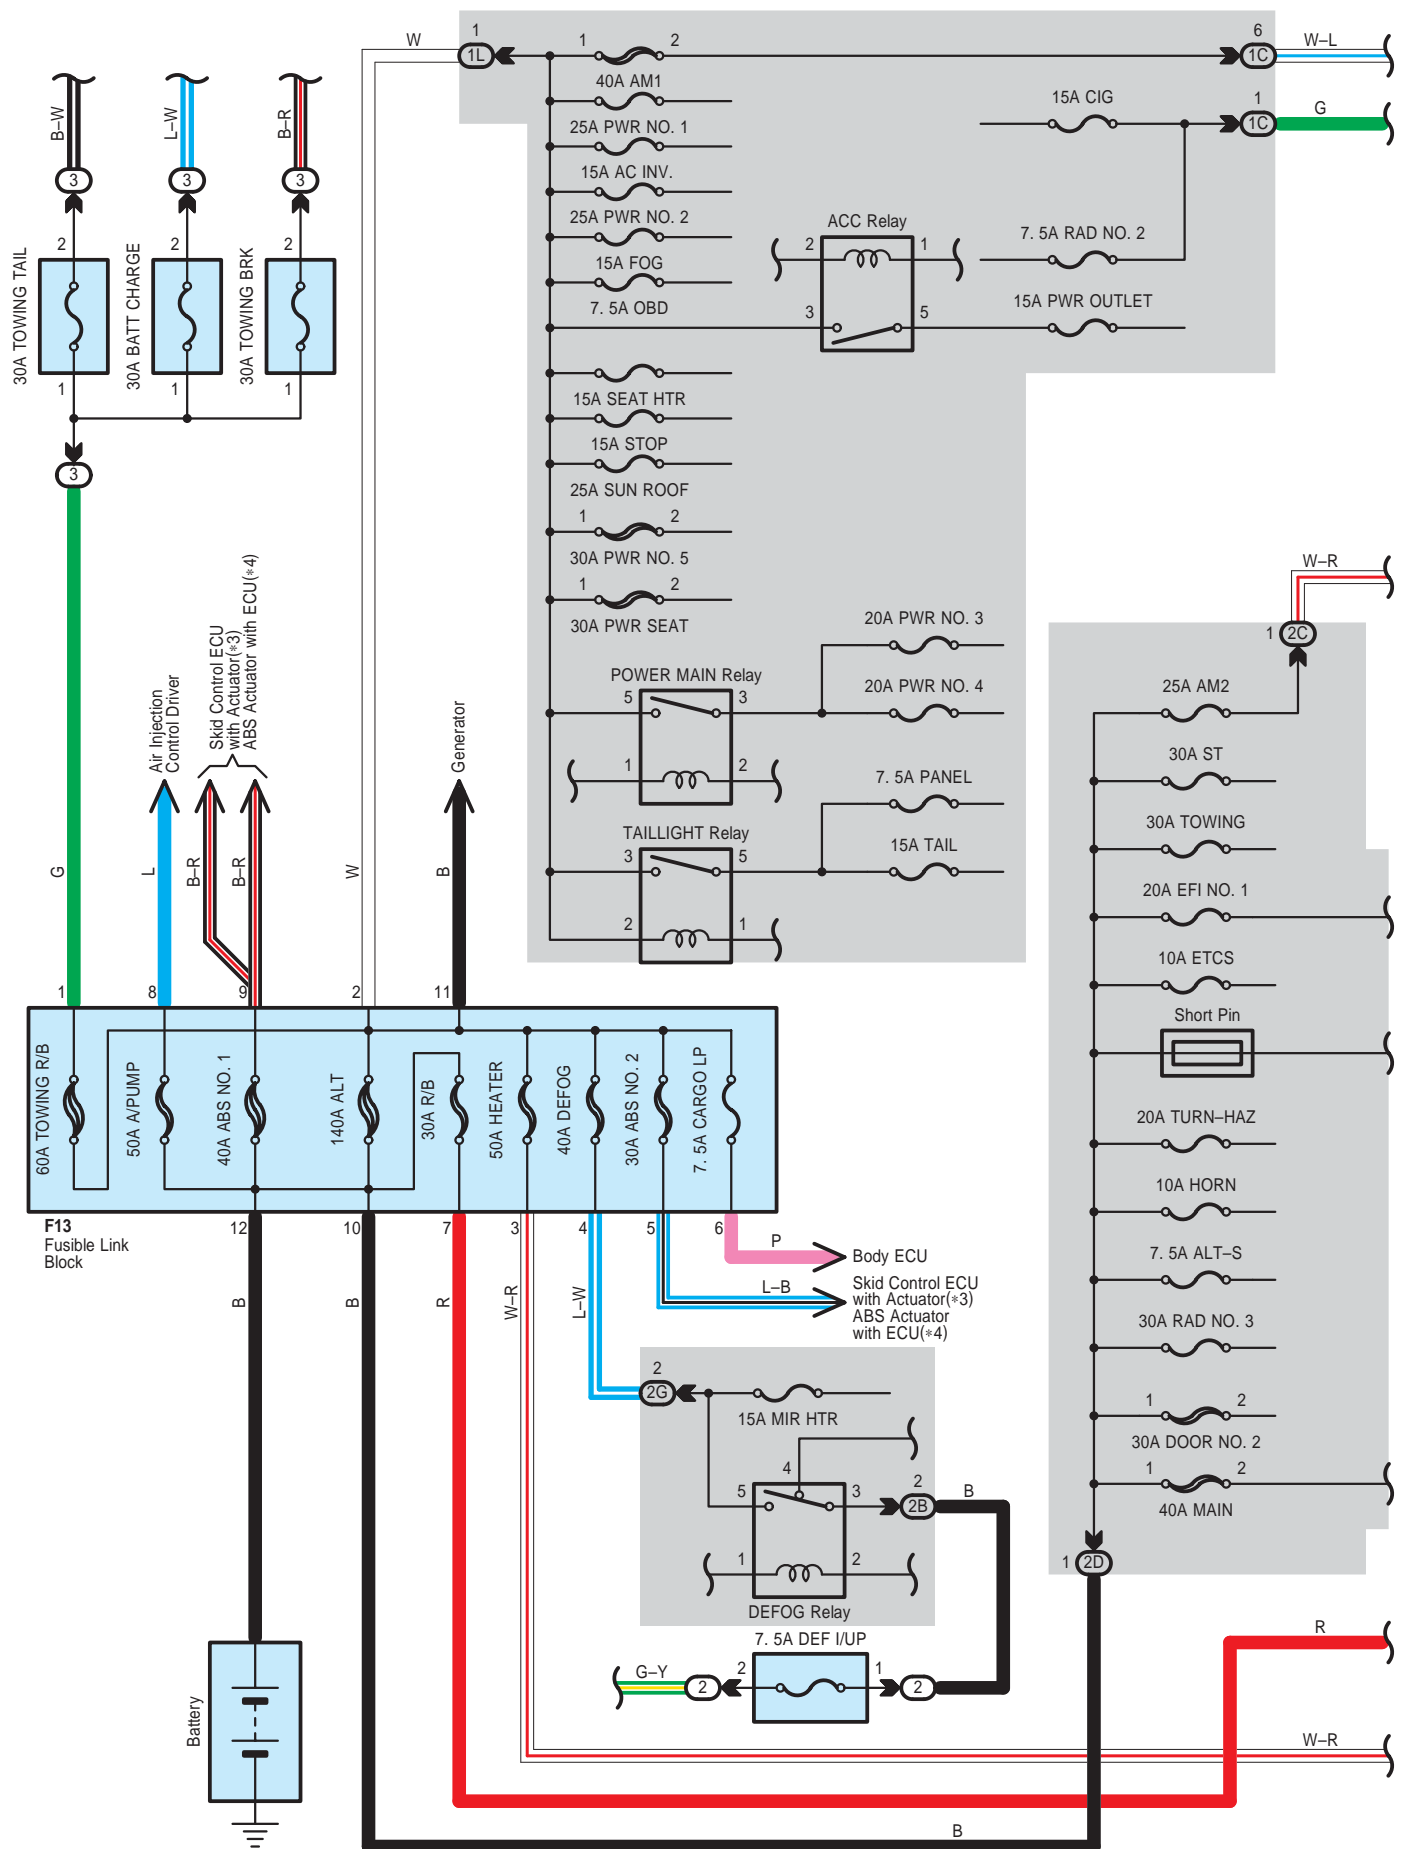 W
1
1L
1
2
6
1C
W–L
40A AM1
15A CIG
1
1C
G
B–W
L–W
B–R
25A PWR NO. 1
15A AC INV.
3
3
3
25A PWR NO. 2
ACC Relay
2
1
7. 5A RAD NO. 2
2
2
2
15A FOG
30A TOWING TAIL
30A BATT CHARGE
30A TOWING BRK
7. 5A OBD
3
5
15A PWR OUTLET
1
1
1
15A SEAT HTR
15A STOP
3
25A SUN ROOF
1
2
30A PWR NO. 5
W–R
1
2
30A PWR SEAT
20A PWR NO. 3
1
2C
Skid Control ECU
with Actuator(∗3)
ABS Actuator with ECU(∗4)
Air Injection
Control Driver
Generator
POWER MAIN Relay
5
3
20A PWR NO. 4
25A AM2
1
2
30A ST
7. 5A PANEL
30A TOWING
TAILLIGHT Relay
3
5
15A TAIL
G
L
B–R
B–R
W
B
20A EFI NO. 1
2
1
10A ETCS
1
8
9
2
11
Short Pin
60A TOWING R/B
50A A/PUMP
40A ABS NO. 1
140A ALT
30A R/B
50A HEATER
40A DEFOG
30A ABS NO. 2
7. 5A CARGO LP
20A TURN–HAZ
10A HORN
F13
Fusible Link
Block
12
10
7
3
4
5
6
P
Body ECU
7. 5A ALT–S
B
B
R
W–R
L–W
L–B
Skid Control ECU
with Actuator(∗3)
ABS Actuator
with ECU(∗4)
30A RAD NO. 3
2
2G
15A MIR HTR
1
2
30A DOOR NO. 2
4
5
3
2
2B
B
1
2
40A MAIN
1
2
1
2D
DEFOG Relay
7. 5A DEF I/UP
R
G–Y
2
2
1
2
Battery
W–R
B